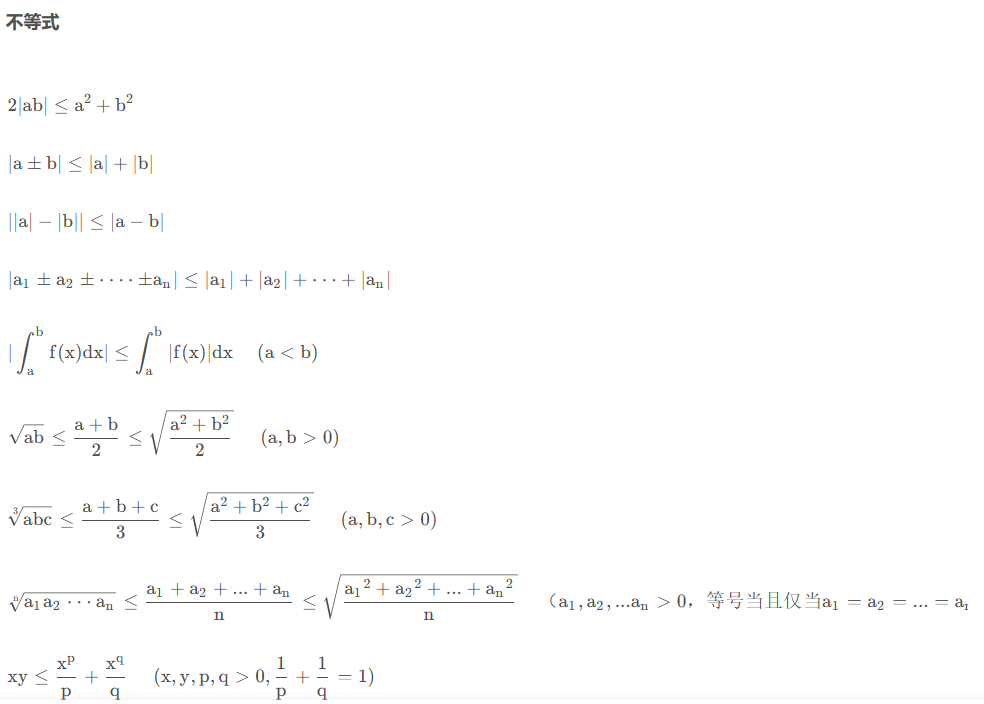 不等式
2|ab| ≤ a² + b²
|a ± b| ≤ |a| + |b|
||a| − |b|| ≤ |a − b|
|a₁ ± a₂ ± ···· ±aₙ| ≤ |a₁| + |a₂| + ··· + |aₙ|
|∫ₐᵇ f(x)dx| ≤ ∫ₐᵇ |f(x)|dx (a < b)
√(ab) ≤ (a + b)/2 ≤ √((a² + b²)/2) (a, b > 0)
∛(abc) ≤ (a + b + c)/3 ≤ √((a² + b² + c²)/3) (a, b, c > 0)
ⁿ√(a₁a₂ ··· aₙ) ≤ (a₁ + a₂ + ... + aₙ)/n ≤ √((a₁² + a₂² + ... + aₙ²)/n) （a₁, a₂, ...aₙ > 0，等号当且仅当a₁ = a₂ = ... = a
xy ≤ xᵖ/p + x^q/q (x, y, p, q > 0, 1/p + 1/q = 1)